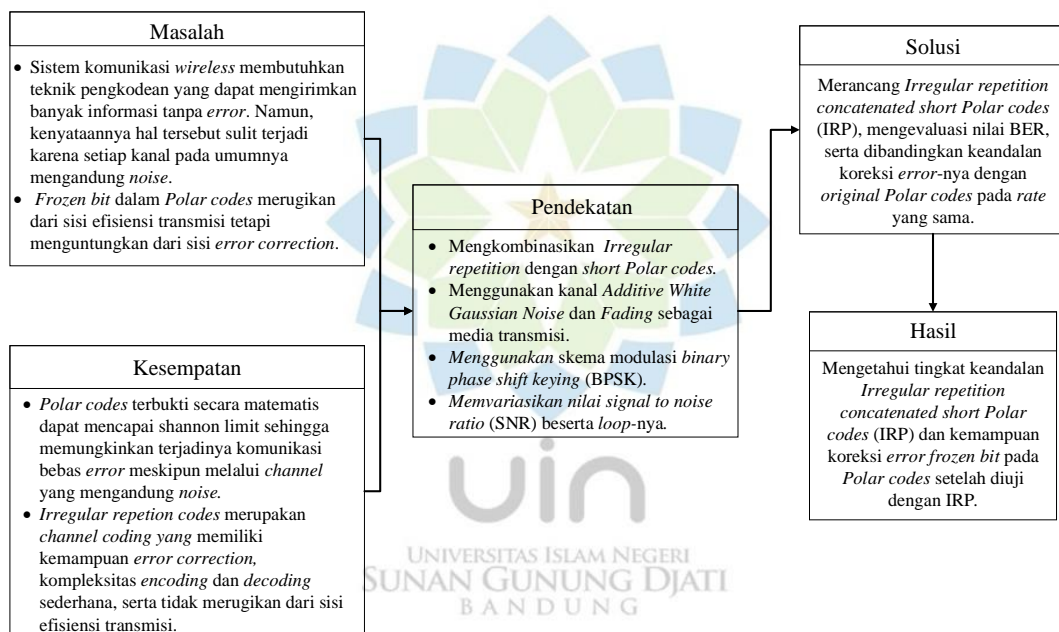 Masalah
• Sistem komunikasi wireless membutuhkan
teknik pengkodean yang dapat mengirimkan
banyak informasi tanpa error. Namun,
kenyataannya hal tersebut sulit terjadi
karena setiap kanal pada umumnya
mengandung noise.
• Frozen bit dalam Polar codes merugikan
dari sisi efisiensi transmisi tetapi
menguntungkan dari sisi error correction.
Kesempatan
• Polar codes terbukti secara matematis
dapat mencapai shannon limit sehingga
memungkinkan terjadinya komunikasi
bebas error meskipun melalui channel
yang mengandung noise.
• Irregular repetion codes merupakan
channel coding yang memiliki
kemampuan error correction,
kompleksitas encoding dan decoding
sederhana, serta tidak merugikan dari sisi
efisiensi transmisi.
Pendekatan
• Mengkombinasikan Irregular
repetition dengan short Polar codes.
• Menggunakan kanal Additive White
Gaussian Noise dan Fading sebagai
media transmisi.
• Menggunakan skema modulasi binary
phase shift keying (BPSK).
• Memvariasikan nilai signal to noise
ratio (SNR) beserta loop-nya.
Solusi
Merancang Irregular repetition
concatenated short Polar codes
(IRP), mengevaluasi nilai BER,
serta dibandingkan keandalan
koreksi error-nya dengan
original Polar codes pada rate
yang sama.
Hasil
Mengetahui tingkat keandalan
Irregular repetition
concatenated short Polar
codes (IRP) dan kemampuan
koreksi error frozen bit pada
Polar codes setelah diuji
dengan IRP.
uin
UNIVERSITAS ISLAM NEGERI
SUNAN GUNUNG DJATI
BANDUNG